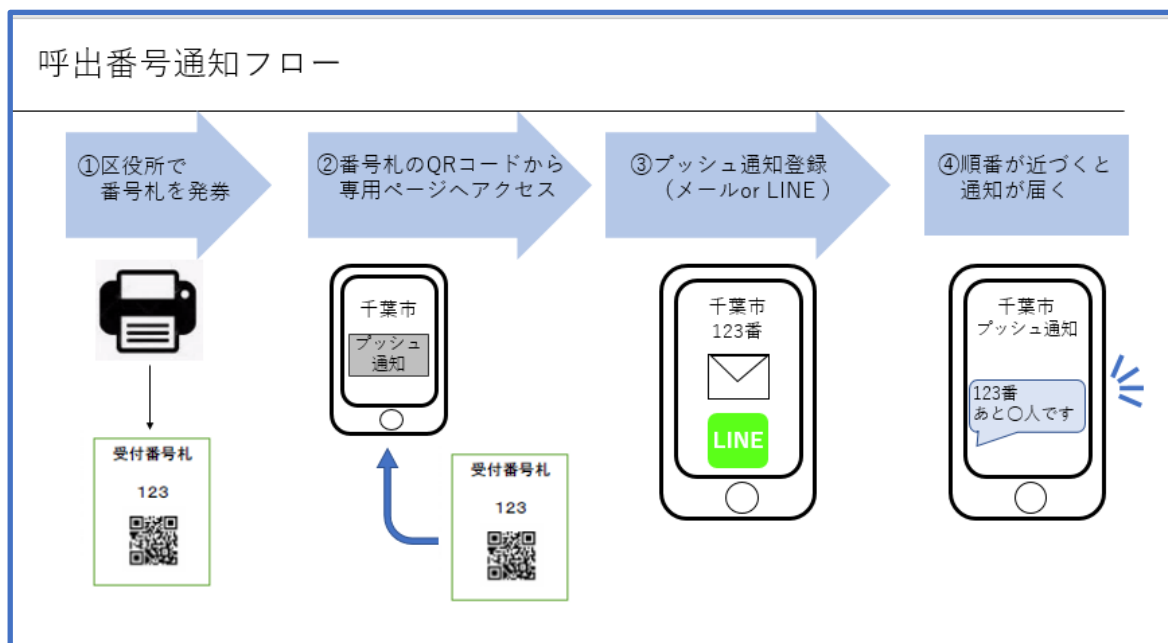 呼出番号通知フロー
①区役所で
番号札を発券
②番号札のQRコードから
専用ページへアクセス
③プッシュ通知登録
（メールor LINE ）
④順番が近づくと
通知が届く
受付番号札
123
千葉市
プッシュ
通知
受付番号札
123
千葉市
123番
LINE
千葉市
プッシュ通知
123番
あと〇人です